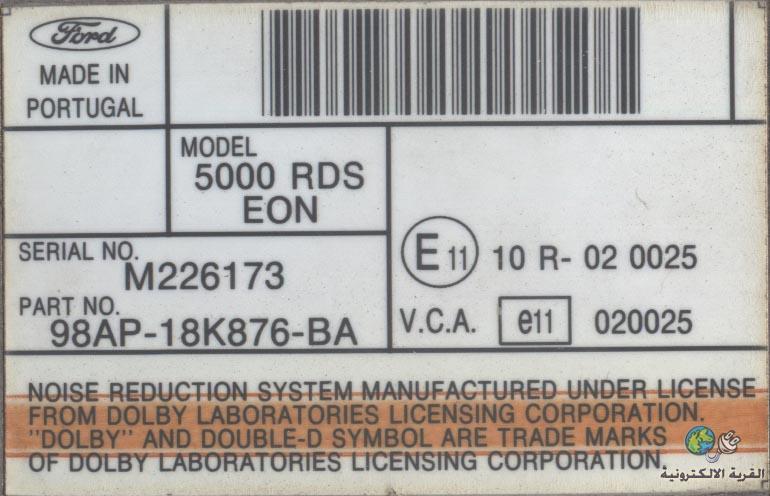 Ford
MADE IN
PORTUGAL
MODEL
5000 RDS
EON
SERIAL NO.
M226173
PART NO.
98AP-18K876-BA
E 11 10 R- 02 0025
V.C.A. e11 020025
NOISE REDUCTION SYSTEM MANUFACTURED UNDER LICENSE
FROM DOLBY LABORATORIES LICENSING CORPORATION.
"DOLBY" AND DOUBLE-D SYMBOL ARE TRADE MARKS
OF DOLBY LABORATORIES LICENSING CORPORATION.
القرية الالكترونية